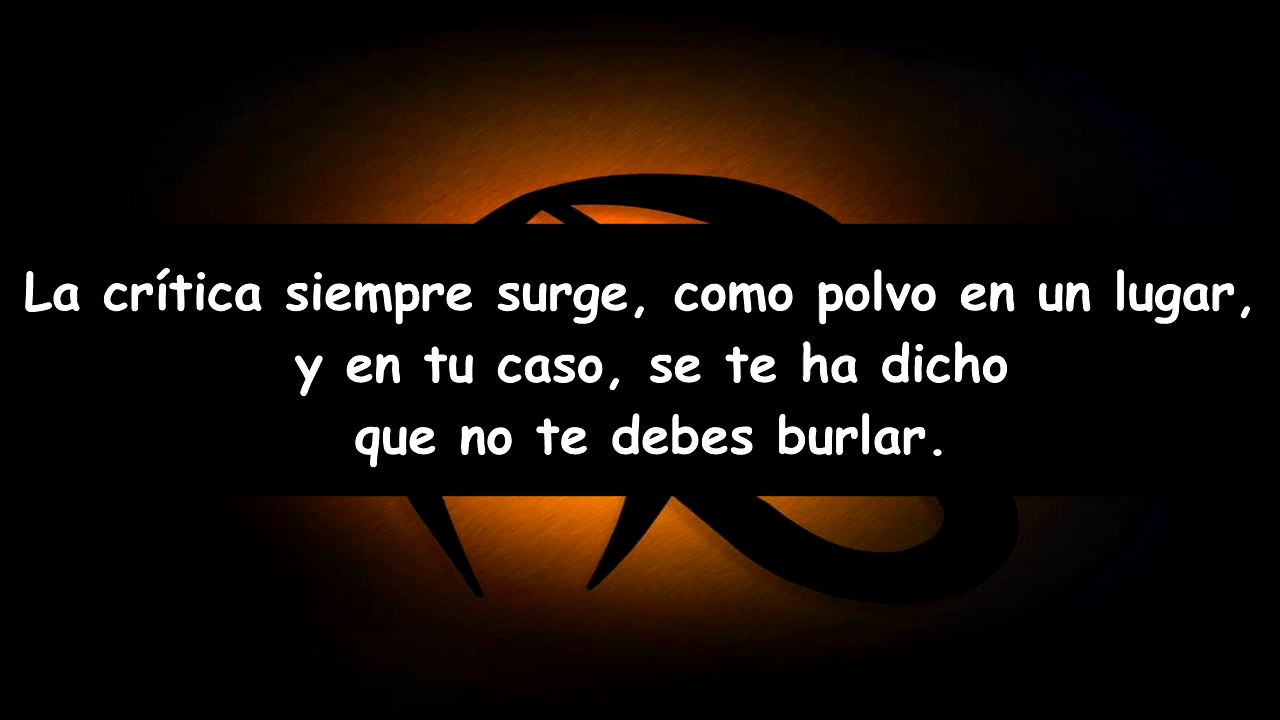 La crítica siempre surge, como polvo en un lugar,
y en tu caso, se te ha dicho
que no te debes burlar.